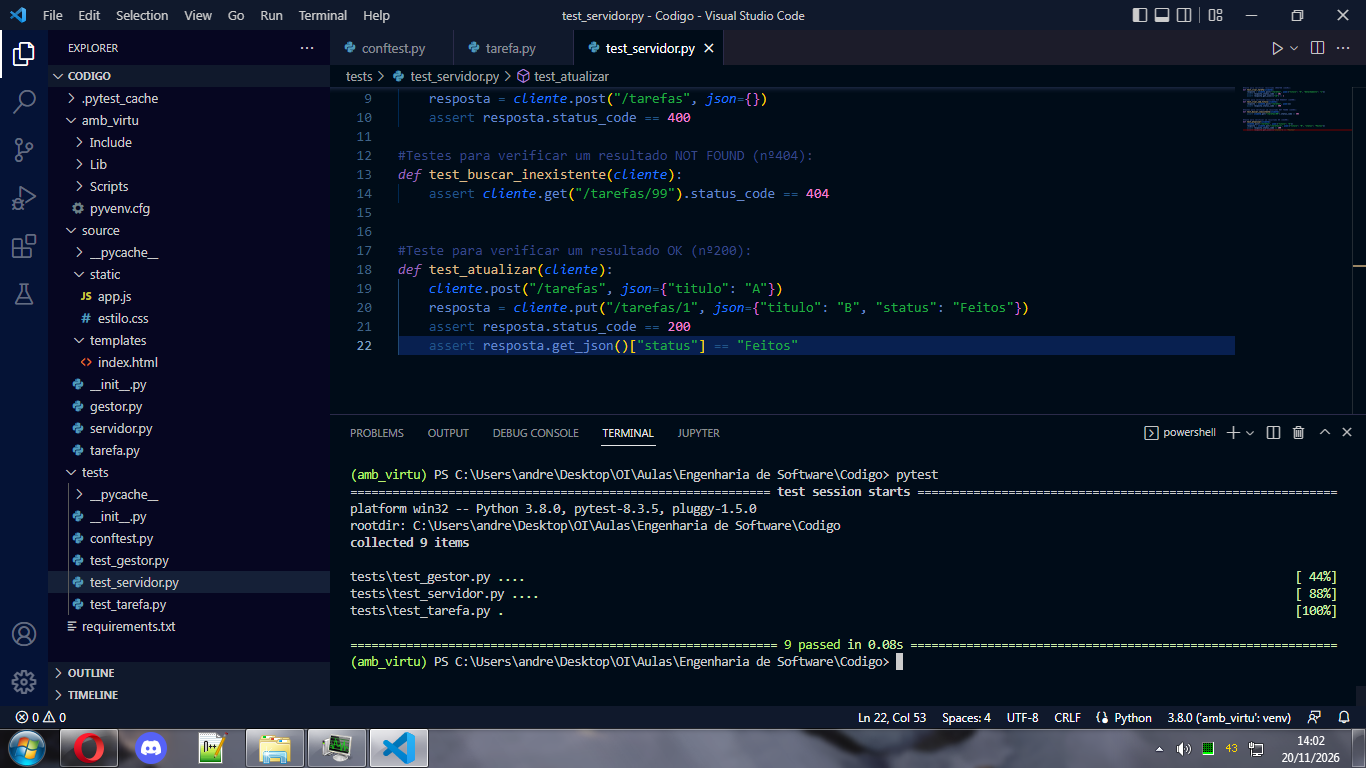 File Edit Selection View Go Run Terminal Help
test_servidor.py - Codigo - Visual Studio Code
EXPLORER
CODIGO
.pytest_cache
amb_virtu
Include
Lib
Scripts
pyvenv.cfg
source
__pycache__
static
JS app.js
# estilo.css
templates
<> index.html
__init__.py
gestor.py
servidor.py
tarefa.py
tests
__pycache__
__init__.py
conftest.py
test_gestor.py
test_servidor.py
test_tarefa.py
requirements.txt
OUTLINE
TIMELINE
conftest.py tarefa.py test_servidor.py
tests > test_servidor.py > test_atualizar
9 resposta = cliente.post("/tarefas", json={})
10 assert resposta.status_code == 400
11
12 #Testes para verificar um resultado NOT FOUND (nº404):
13 def test_buscar_inexistente(cliente):
14 assert cliente.get("/tarefas/99").status_code == 404
15
16
17 #Teste para verificar um resultado OK (nº200):
18 def test_atualizar(cliente):
19 cliente.post("/tarefas", json={"titulo": "A"})
20 resposta = cliente.put("/tarefas/1", json={"titulo": "B", "status": "Feitos"})
21 assert resposta.status_code == 200
22 assert resposta.get_json()["status"] == "Feitos"
PROBLEMS OUTPUT DEBUG CONSOLE TERMINAL JUPYTER
powershell
(amb_virtu) PS C:\Users\andre\Desktop\OI\Aulas\Engenharia de Software\Codigo> pytest
test session starts
platform win32 -- Python 3.8.0, pytest-8.3.5, pluggy-1.5.0
rootdir: C:\Users\andre\Desktop\OI\Aulas\Engenharia de Software\Codigo
collected 9 items
tests\test_gestor.py .... [ 44%]
tests\test_servidor.py .... [ 88%]
tests\test_tarefa.py . [100%]
9 passed in 0.08s
(amb_virtu) PS C:\Users\andre\Desktop\OI\Aulas\Engenharia de Software\Codigo>
0 0
Ln 22, Col 53 Spaces: 4 UTF-8 CRLF Python 3.8.0 ('amb_virtu': venv)
43
14:02
20/11/2026